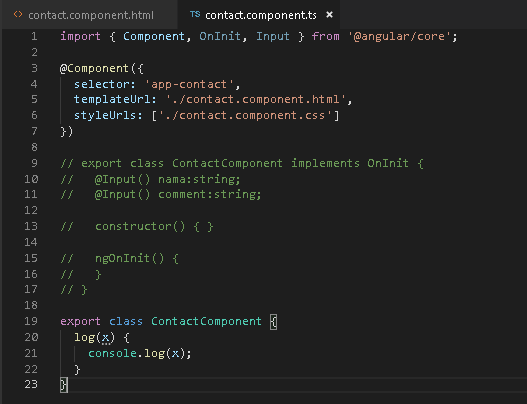 <> contact.component.html TS contact.component.ts ×
1 import { Component, OnInit, Input } from '@angular/core';
2
3 @Component({
4   selector: 'app-contact',
5   templateUrl: './contact.component.html',
6   styleUrls: ['./contact.component.css']
7 })
8
9 // export class ContactComponent implements OnInit {
10 //   @Input() nama:string;
11 //   @Input() comment:string;
12
13 //   constructor() { }
14
15 //   ngOnInit() {
16 //   }
17 // }
18
19 export class ContactComponent {
20   log(x) {
21     console.log(x);
22   }
23 }